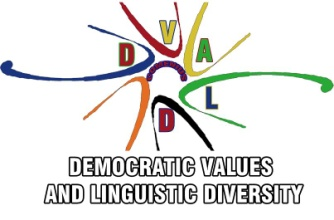 D V A L D
DEMOCRATIC VALUES
AND LINGUISTIC DIVERSITY